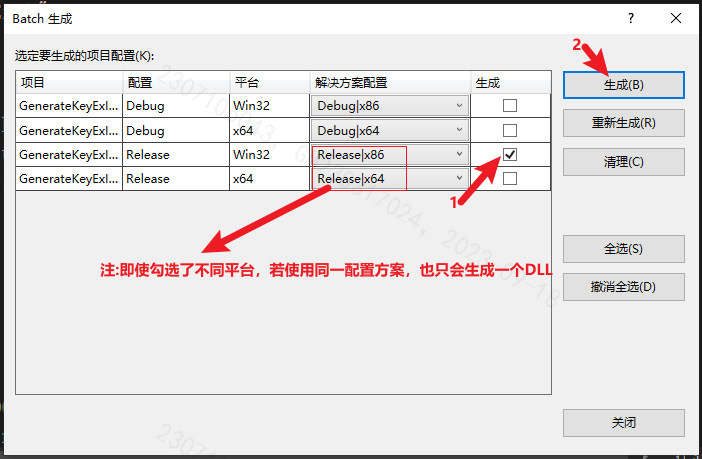 Batch 生成
?
选定要生成的项目配置(K):
项目 配置 平台 解决方案配置 生成
GenerateKeyExI... Debug Win32 Debug|x86
GenerateKeyExI... Debug x64 Debug|x64
GenerateKeyExI... Release Win32 Release|x86
GenerateKeyExI... Release x64 Release|x64
1
注:即使勾选了不同平台，若使用同一配置方案，也只会生成一个DLL
2
生成(B)
重新生成(R)
清理(C)
全选(S)
撤消全选(D)
关闭